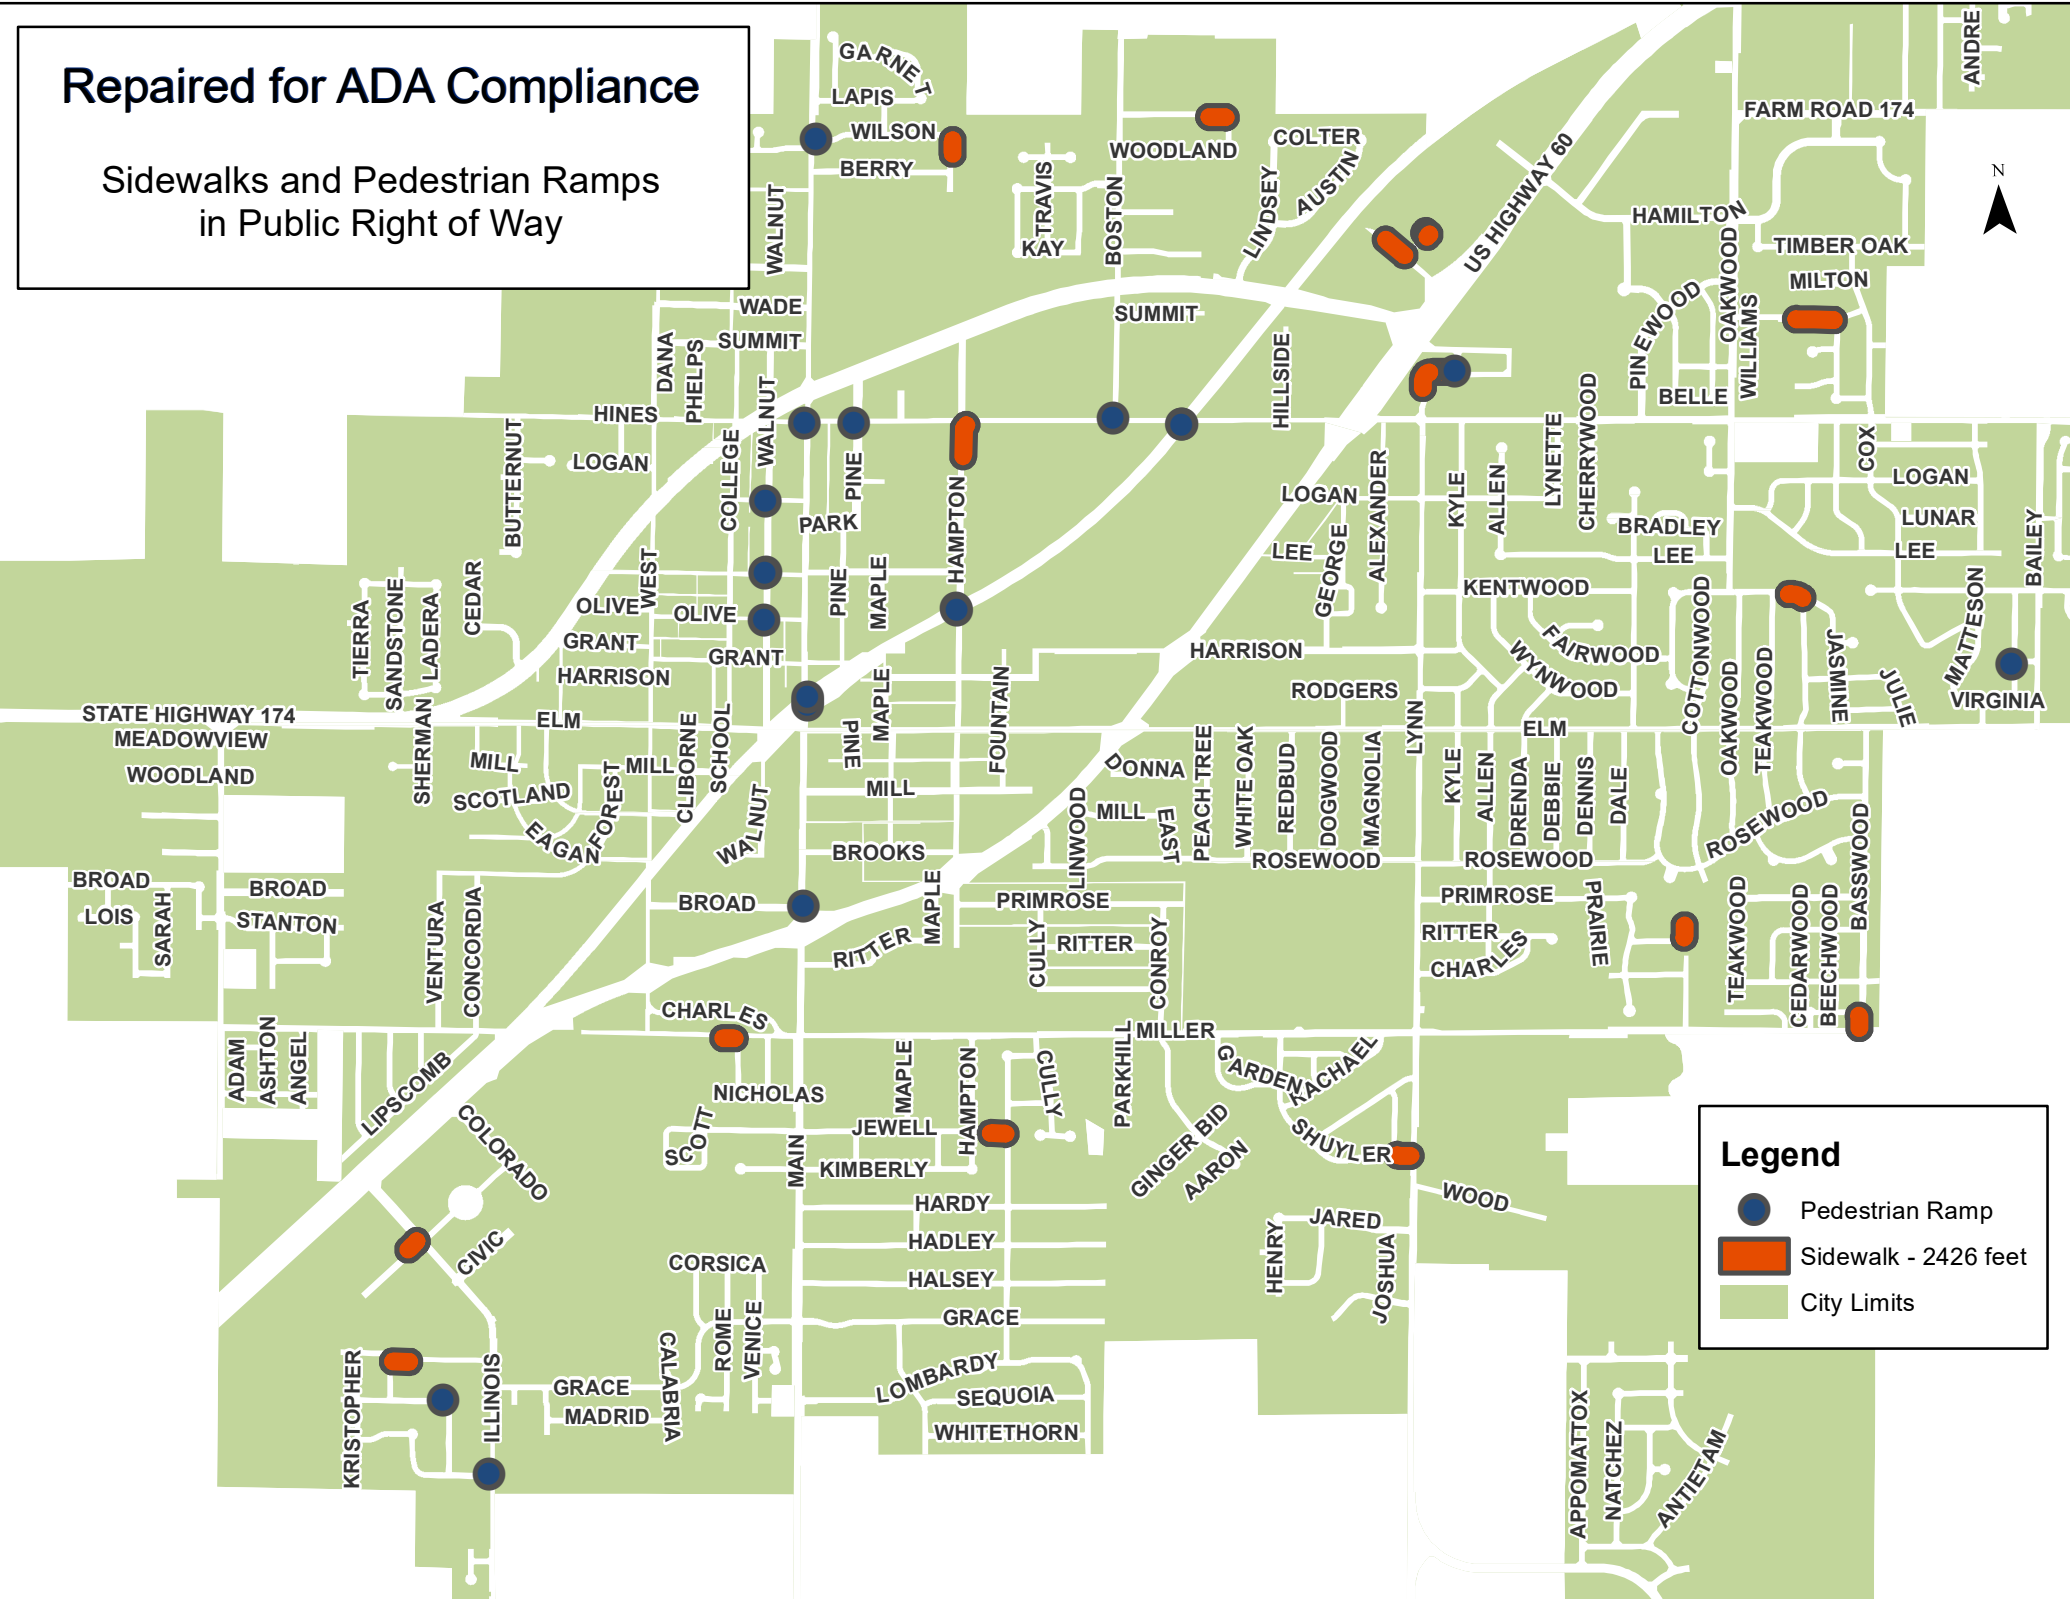 Repaired for ADA Compliance
Sidewalks and Pedestrian Ramps
in Public Right of Way
GARNET
LAPIS
WILSON
BERRY
WALNUT
WADE
SUMMIT
DANA
PHELPS
WALNUT
HINES
BUTTERNUT
LOGAN
COLLEGE
PINE
PARK
HAMPTON
TRAVIS
KAY
BOSTON
WOODLAND
COLTER
LINDSEY
AUSTIN
SUMMIT
HILLSIDE
US HIGHWAY 60
ANDRE
FARM ROAD 174
N
HAMILTON
TIMBER OAK
MILTON
OAKWOOD
WILLIAMS
PINEWOOD
BELLE
CHERRYWOOD
LYNETTE
ALLEN
KYLE
ALEXANDER
LOGAN
LEE
GEORGE
COX
LOGAN
LUNAR
LEE
BAILEY
BRADLEY
LEE
KENTWOOD
FAIRWOOD
WYNWOOD
COTTONWOOD
OAKWOOD
TEAKWOOD
JASMINE
JULIE
MATTESON
VIRGINIA
TIERRA
SANDSTONE
LADERA
CEDAR
WEST
OLIVE
OLIVE
GRANT
GRANT
HARRISON
PINE
MAPLE
HARRISON
RODGERS
LYNN
STATE HIGHWAY 174
MEADOWVIEW
WOODLAND
SHERMAN
ELM
MILL
SCOTLAND
EAGAN
FOREST
MILL
CLIBORNE
SCHOOL
WALNUT
PINE
MAPLE
FOUNTAIN
MILL
BROOKS
DONNA
MILL
LINWOOD
EAST
PEACH TREE
WHITE OAK
REDBUD
DOGWOOD
MAGNOLIA
ROSEWOOD
ELM
KYLE
ALLEN
DRENDA
DEBBIE
DENNIS
DALE
ROSEWOOD
ROSEWOOD
BASSWOOD
BROAD
LOIS
SARAH
BROAD
STANTON
VENTURA
CONCORDIA
BROAD
RITTER
MAPLE
PRIMROSE
CULLY
RITTER
CONROY
PRIMROSE
RITTER
CHARLES
PRAIRIE
TEAKWOOD
CEDARWOOD
BEECHWOOD
ADAM
ASHTON
ANGEL
LIPSCOMB
COLORADO
CIVIC
CHARLES
NICHOLAS
SCOTT
MAIN
MAPLE
HAMPTON
CULLY
JEWELL
KIMBERLY
PARKHILL
MILLER
GARDEN
KACHAEL
SHUYLER
GINGER BID
AARON
WOOD
HARDY
HADLEY
HALSEY
GRACE
HENRY
JARED
JOSHUA
CORSICA
ROME
VENICE
CALABRIA
KRISTOPHER
ILLINOIS
GRACE
MADRID
LOMBARDY
SEQUOIA
WHITETHORN
APPOMATTOX
NATCHEZ
ANTIETAM
Legend
Pedestrian Ramp
Sidewalk - 2426 feet
City Limits